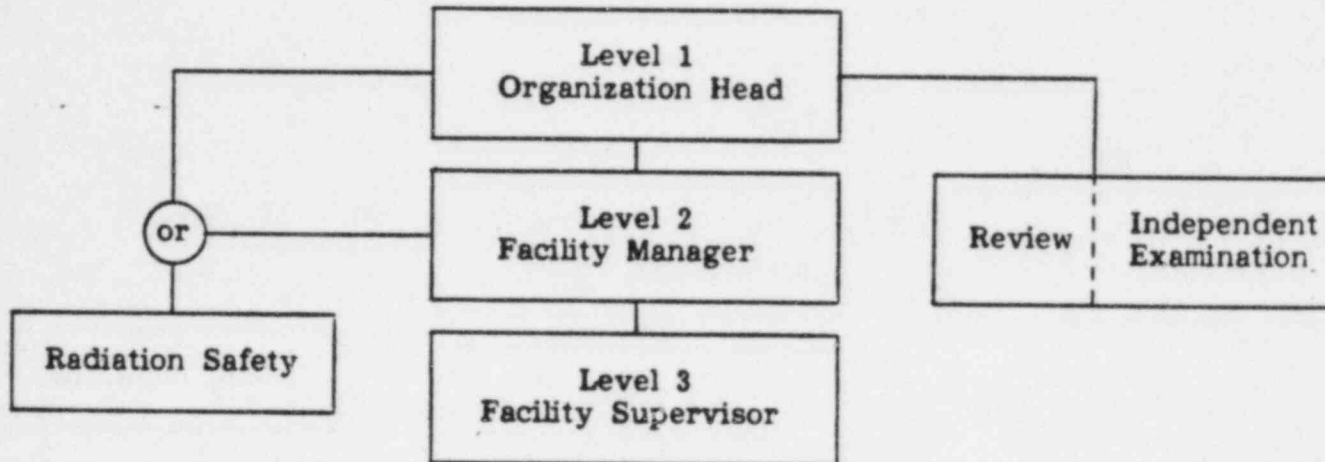 Level 1
Organization Head
or
Level 2
Facility Manager
Review
Independent
Examination
Radiation Safety
Level 3
Facility Supervisor